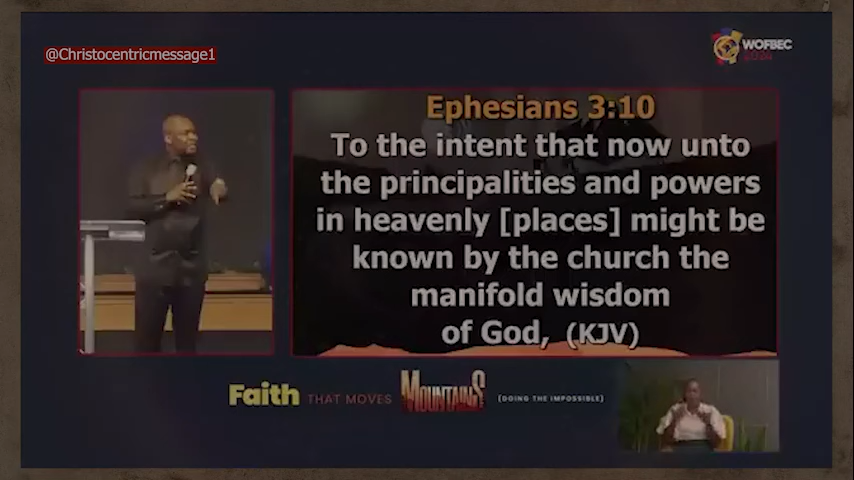 @Christocentricmessage1
WOFBEC
2024
Ephesians 3:10
To the intent that now unto
the principalities and powers
in heavenly [places] might be
known by the church the
manifold wisdom
of God, (KJV)
Faith THAT MOVES MOUNTAINS (DOING THE IMPOSSIBLE)